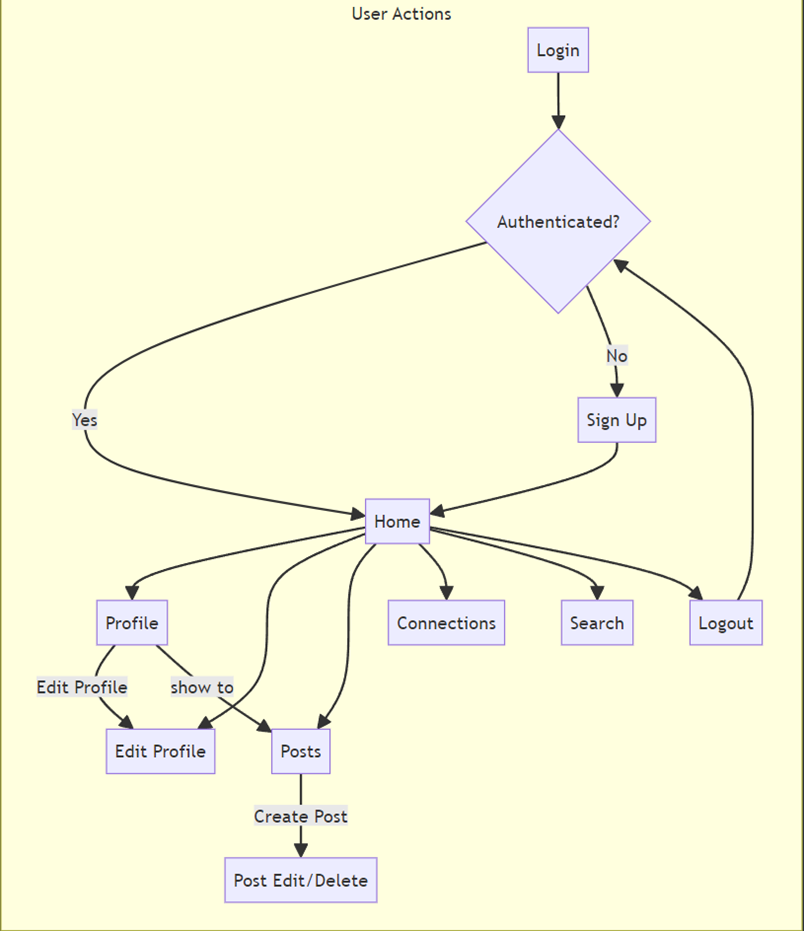 User Actions
Login
Authenticated?
No
Yes
Sign Up
Home
Profile
Connections
Search
Logout
Edit Profile
show to
Edit Profile
Posts
Create Post
Post Edit/Delete